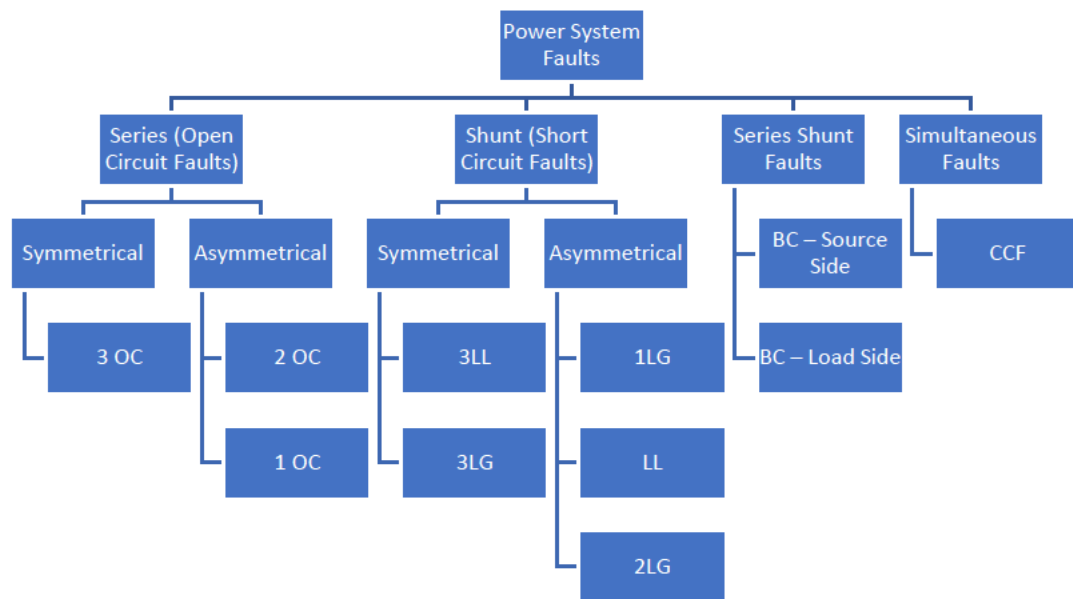 Power System
Faults
Series (Open
Circuit Faults)
Shunt (Short
Circuit Faults)
Series Shunt
Faults
Simultaneous
Faults
Symmetrical
Asymmetrical
Symmetrical
Asymmetrical
BC – Source
Side
CCF
3 OC
2 OC
3LL
1LG
BC – Load Side
1 OC
3LG
LL
2LG